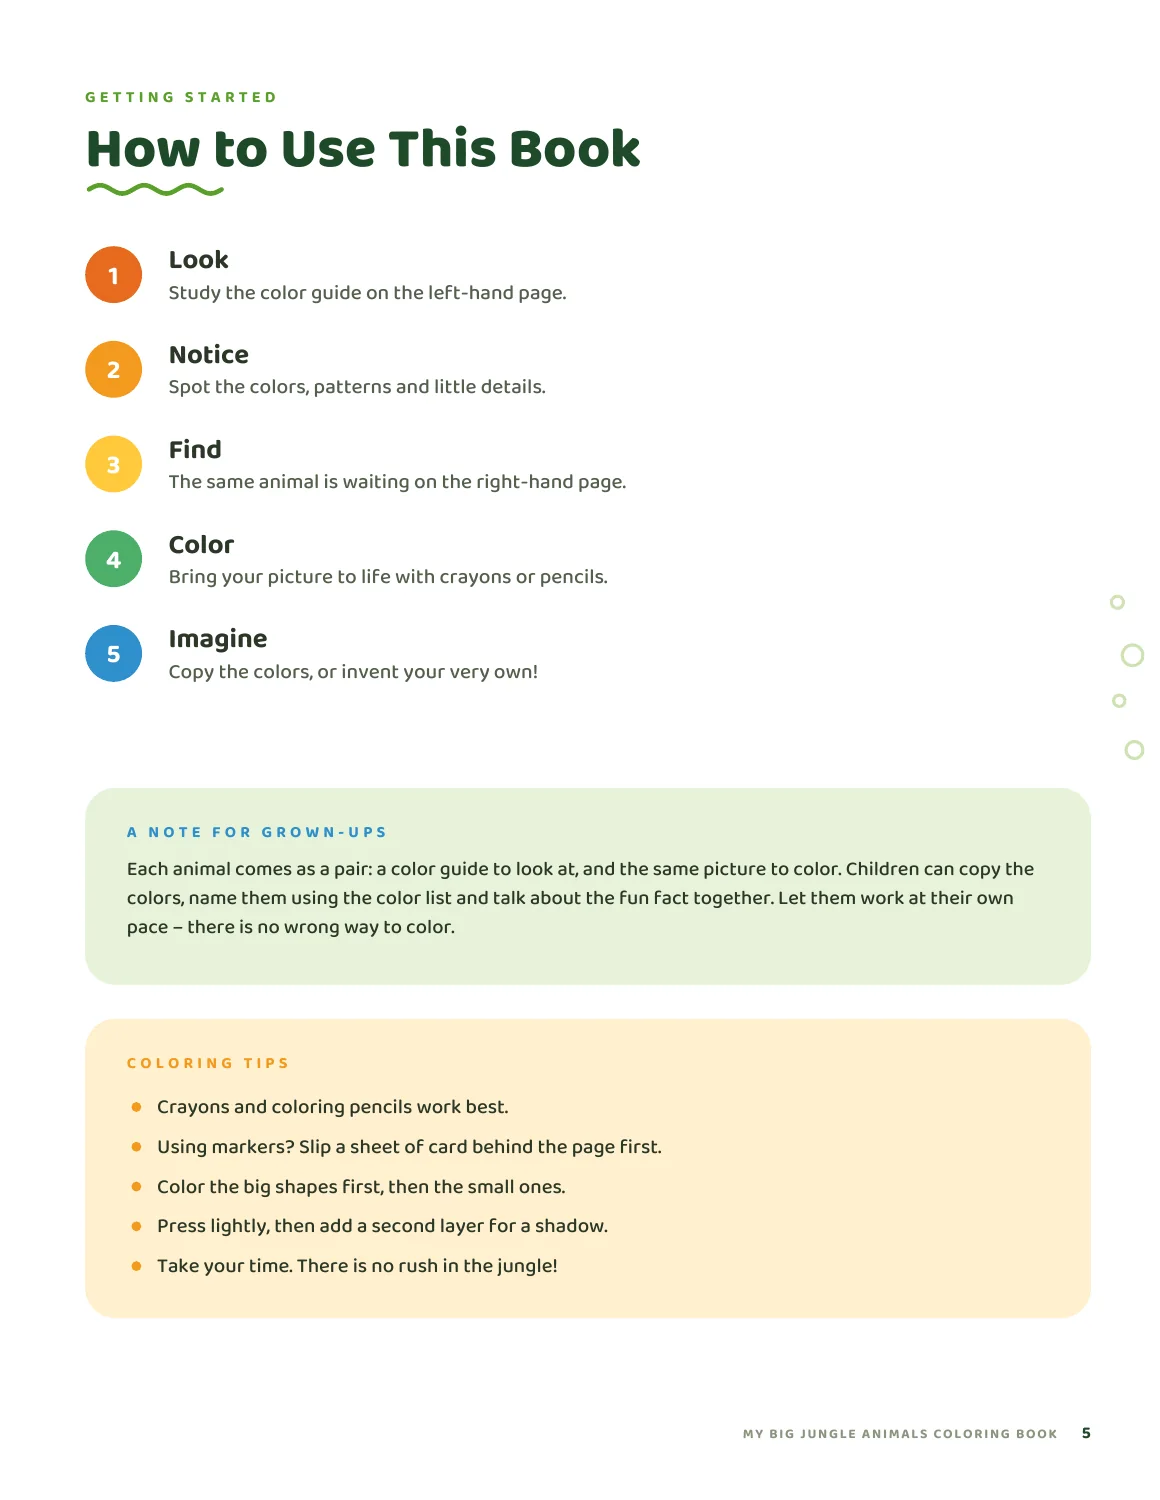 GETTING STARTED
How to Use This Book
1
Look
Study the color guide on the left-hand page.
2
Notice
Spot the colors, patterns and little details.
3
Find
The same animal is waiting on the right-hand page.
4
Color
Bring your picture to life with crayons or pencils.
5
Imagine
Copy the colors, or invent your very own!
A NOTE FOR GROWN-UPS
Each animal comes as a pair: a color guide to look at, and the same picture to color. Children can copy the
colors, name them using the color list and talk about the fun fact together. Let them work at their own
pace – there is no wrong way to color.
COLORING TIPS
Crayons and coloring pencils work best.
Using markers? Slip a sheet of card behind the page first.
Color the big shapes first, then the small ones.
Press lightly, then add a second layer for a shadow.
Take your time. There is no rush in the jungle!
MY BIG JUNGLE ANIMALS COLORING BOOK 5